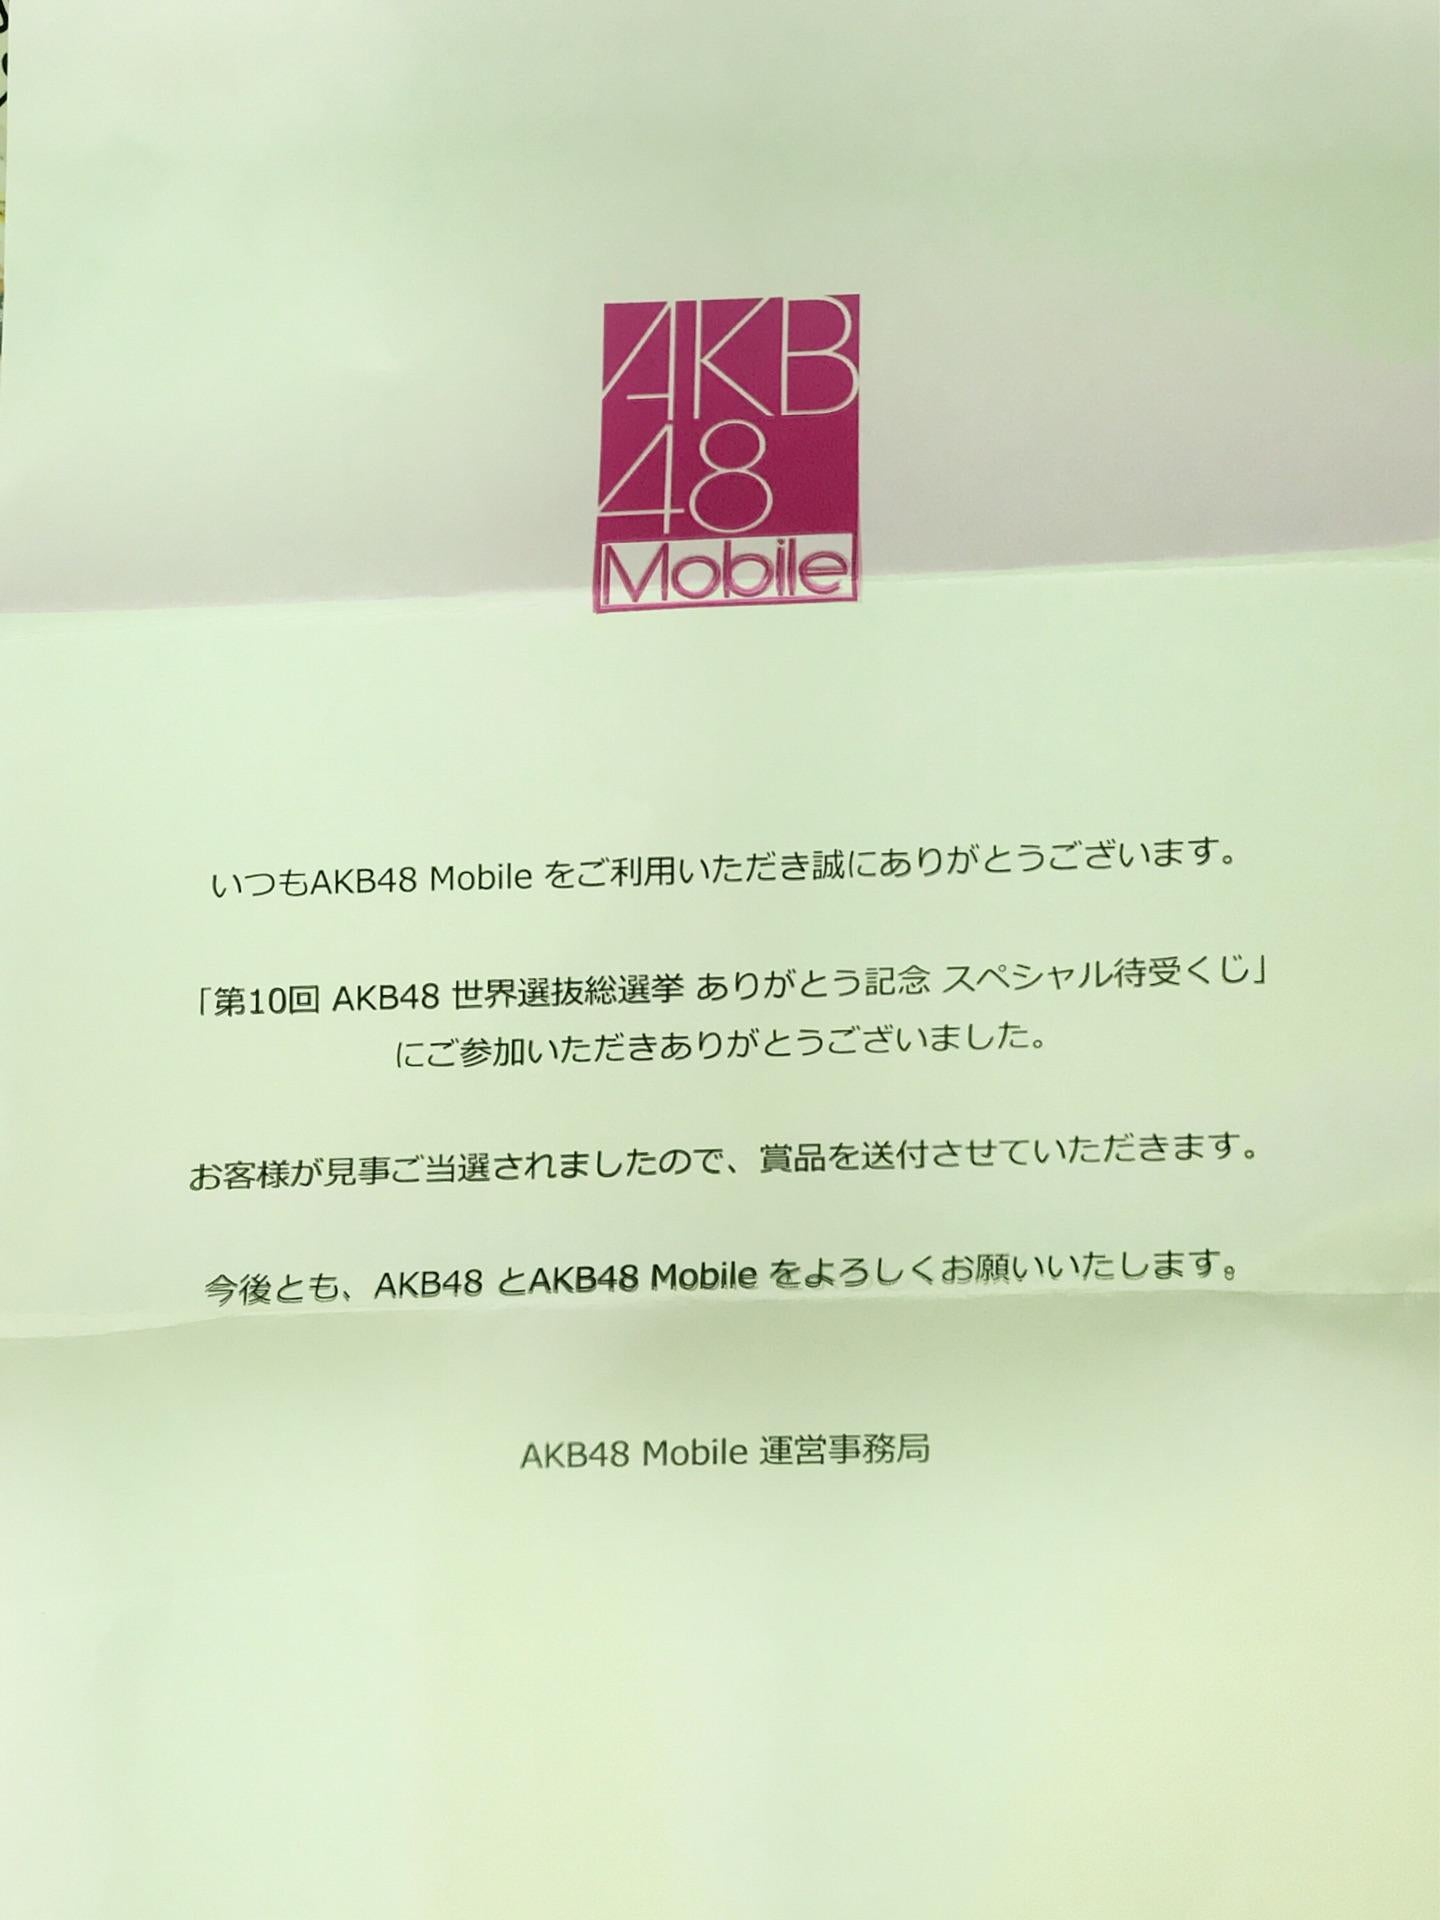 AKB
48
Mobile
いつもAKB48 Mobile をご利用いただき誠にありがとうございます。
「第10回 AKB48 世界選抜総選挙 ありがとう記念 スペシャル待受くじ」
にご参加いただきありがとうございました。
お客様が見事ご当選されましたので、賞品を送付させていただきます。
今後とも、AKB48 とAKB48 Mobile をよろしくお願いいたします。
AKB48 Mobile 運営事務局